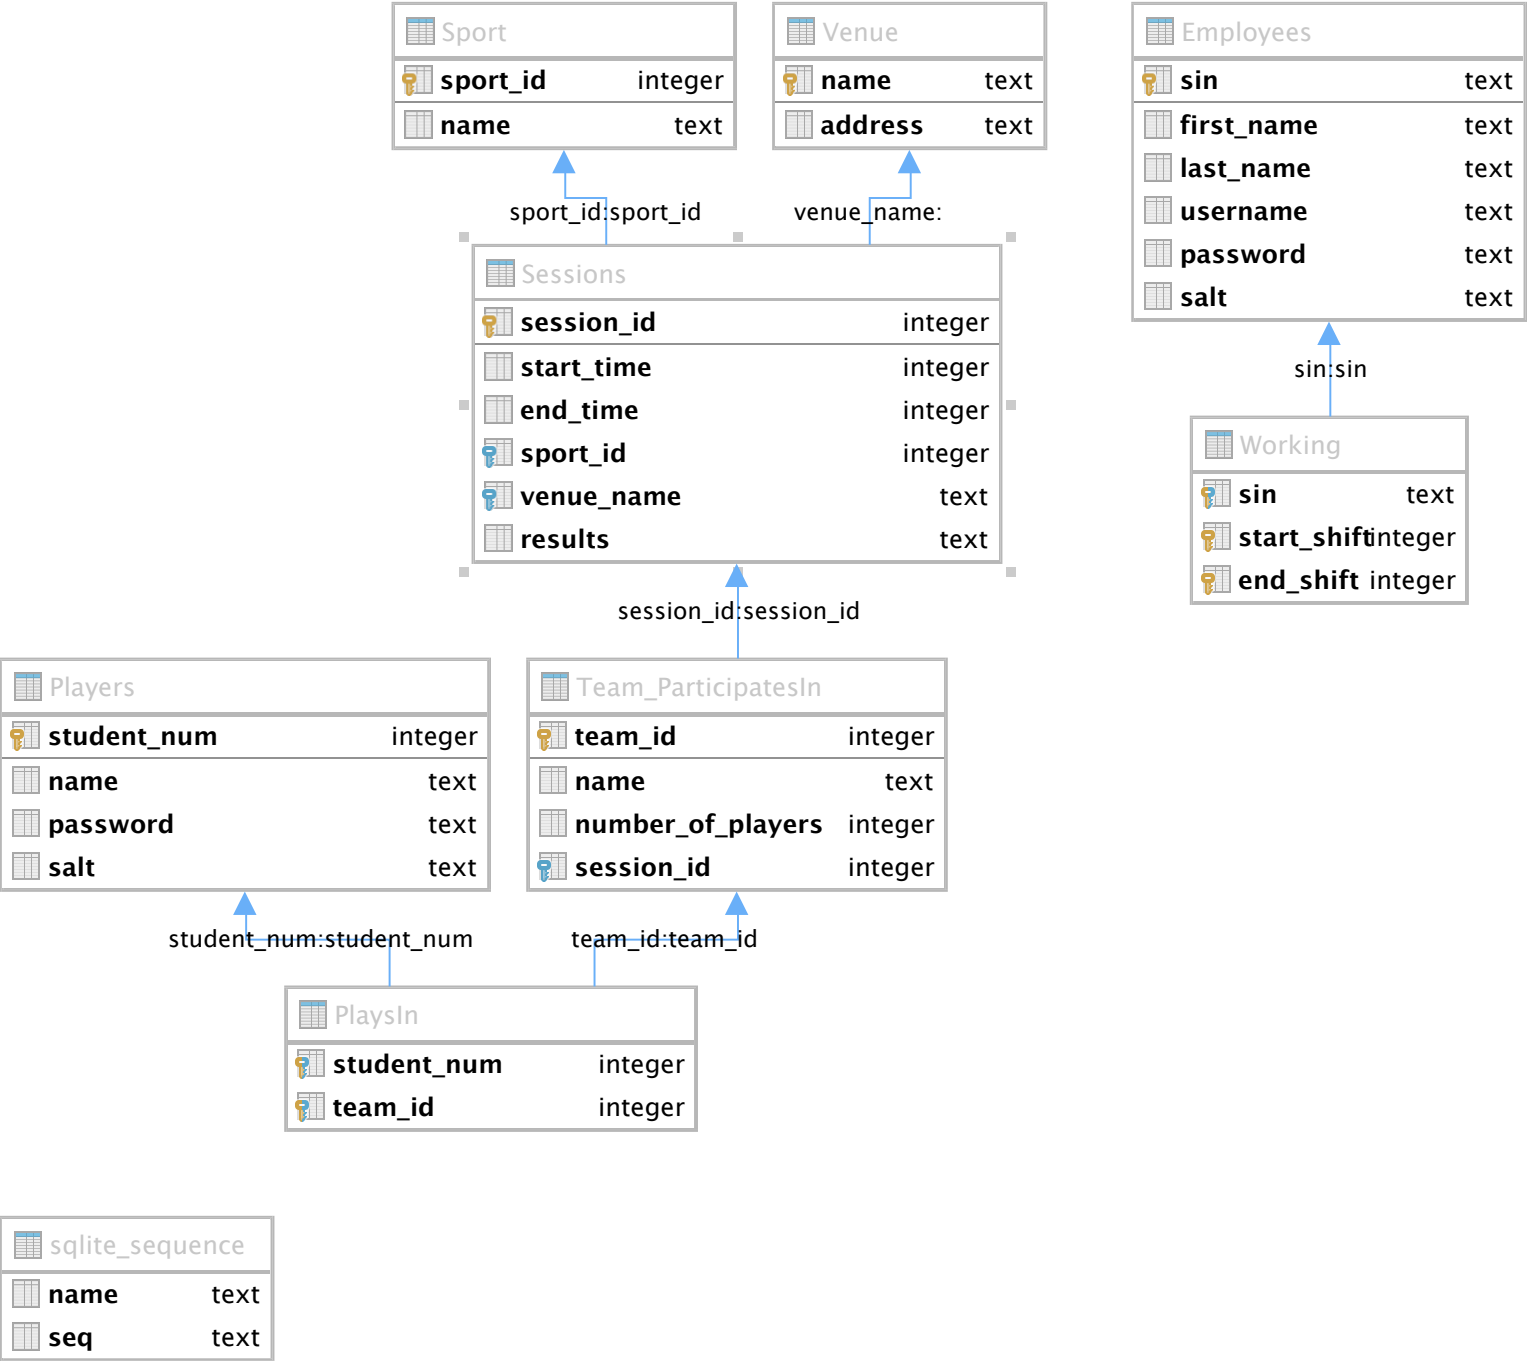 Sport
sport_id integer
name text
Venue
name text
address text
Employees
sin text
first_name text
last_name text
username text
password text
salt text
sport_id:sport_id
venue_name:
Sessions
session_id integer
start_time integer
end_time integer
sport_id integer
venue_name text
results text
sin:sin
Working
sin text
start_shift integer
end_shift integer
session_id:session_id
Players
student_num integer
name text
password text
salt text
Team_ParticipatesIn
team_id integer
name text
number_of_players integer
session_id integer
student_num:student_num
team_id:team_id
PlaysIn
student_num integer
team_id integer
sqlite_sequence
name text
seq text